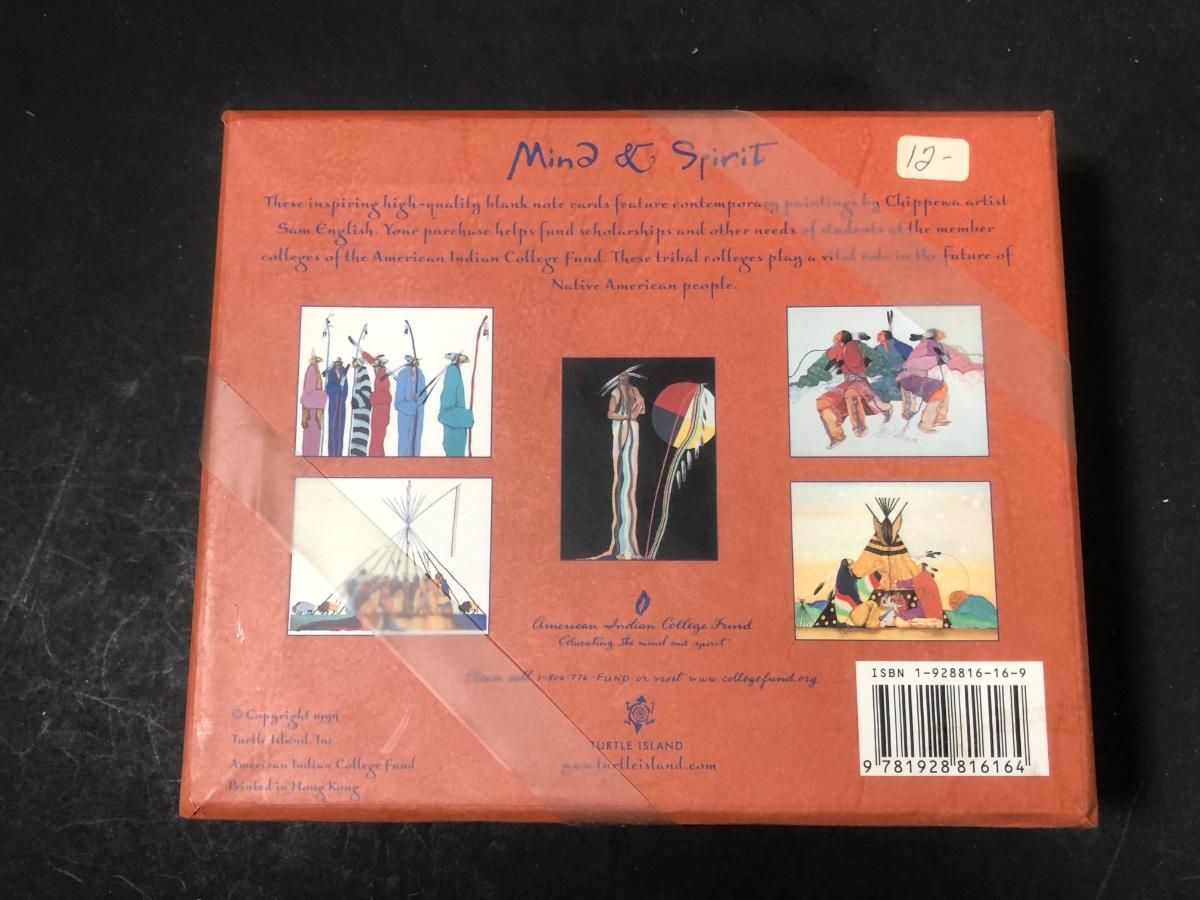 Mind & Spirit
12-
These inspiring high-quality blank note cards feature contemporary paintings by Chippewa artist
Sam English. Your purchase helps fund scholarships and other needs of students at the member
colleges of the American Indian College Fund. These tribal colleges play a vital role in the future of
Native American people.
American Indian College Fund
Educating the mind and spirit
Please call 1-800-776-FUND or visit www.collegefund.org
© Copyright 1999
Turtle Island, Inc.
American Indian College Fund
Printed in Hong Kong
TURTLE ISLAND
www.turtleisland.com
ISBN 1-928816-16-9
9 781928 816164